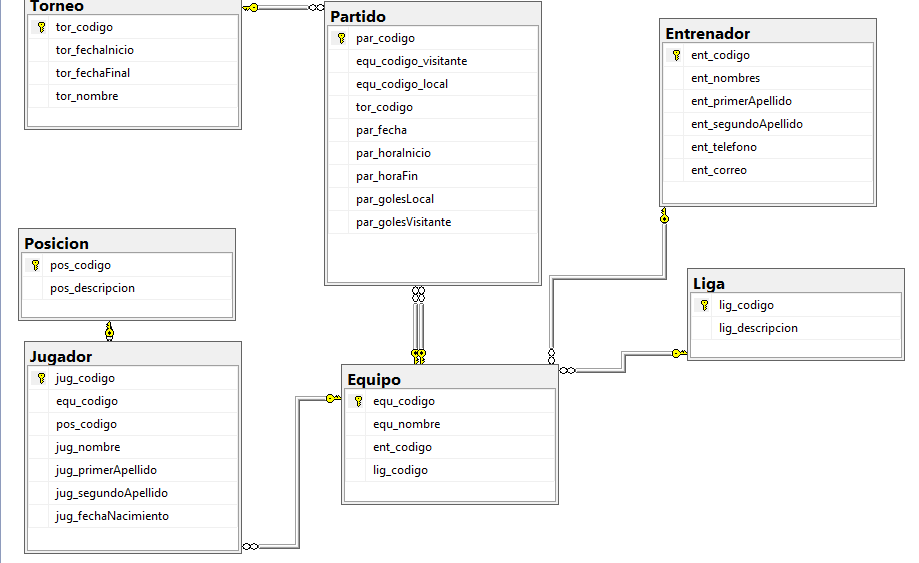 Torneo
tor_codigo
tor_fechaInicio
tor_fechaFinal
tor_nombre
Partido
par_codigo
equ_codigo_visitante
equ_codigo_local
tor_codigo
par_fecha
par_horaInicio
par_horaFin
par_golesLocal
par_golesVisitante
Entrenador
ent_codigo
ent_nombres
ent_primerApellido
ent_segundoApellido
ent_telefono
ent_correo
Posicion
pos_codigo
pos_descripcion
Liga
lig_codigo
lig_descripcion
Jugador
jug_codigo
equ_codigo
pos_codigo
jug_nombre
jug_primerApellido
jug_segundoApellido
jug_fechaNacimiento
Equipo
equ_codigo
equ_nombre
ent_codigo
lig_codigo